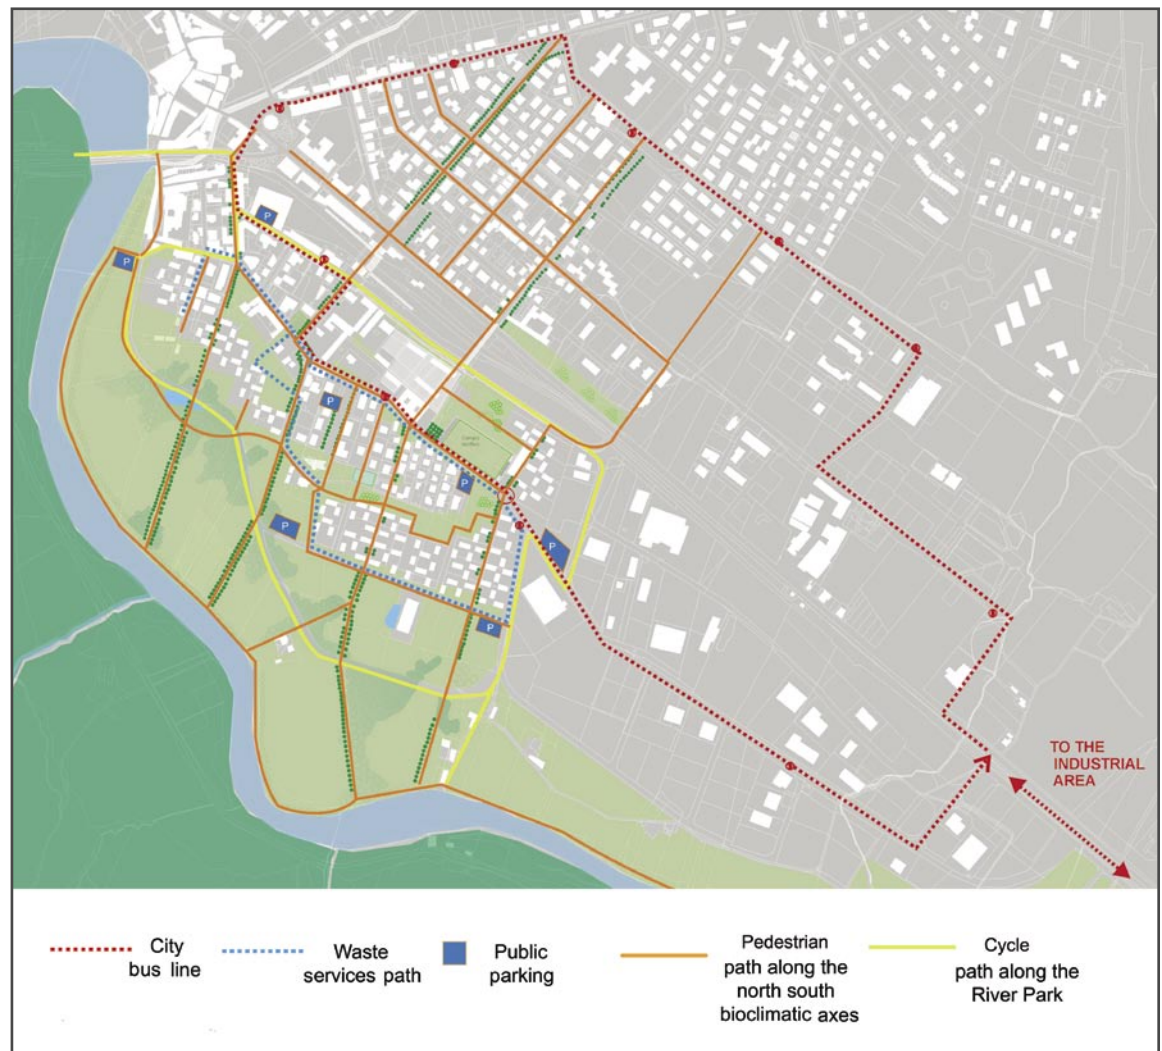 P
P
P
P
P
P
P
TO THE
INDUSTRIAL
AREA
City
bus line
Waste
services path
Public
parking
Pedestrian
path along the
north south
bioclimatic axes
Cycle
path along the
River Park